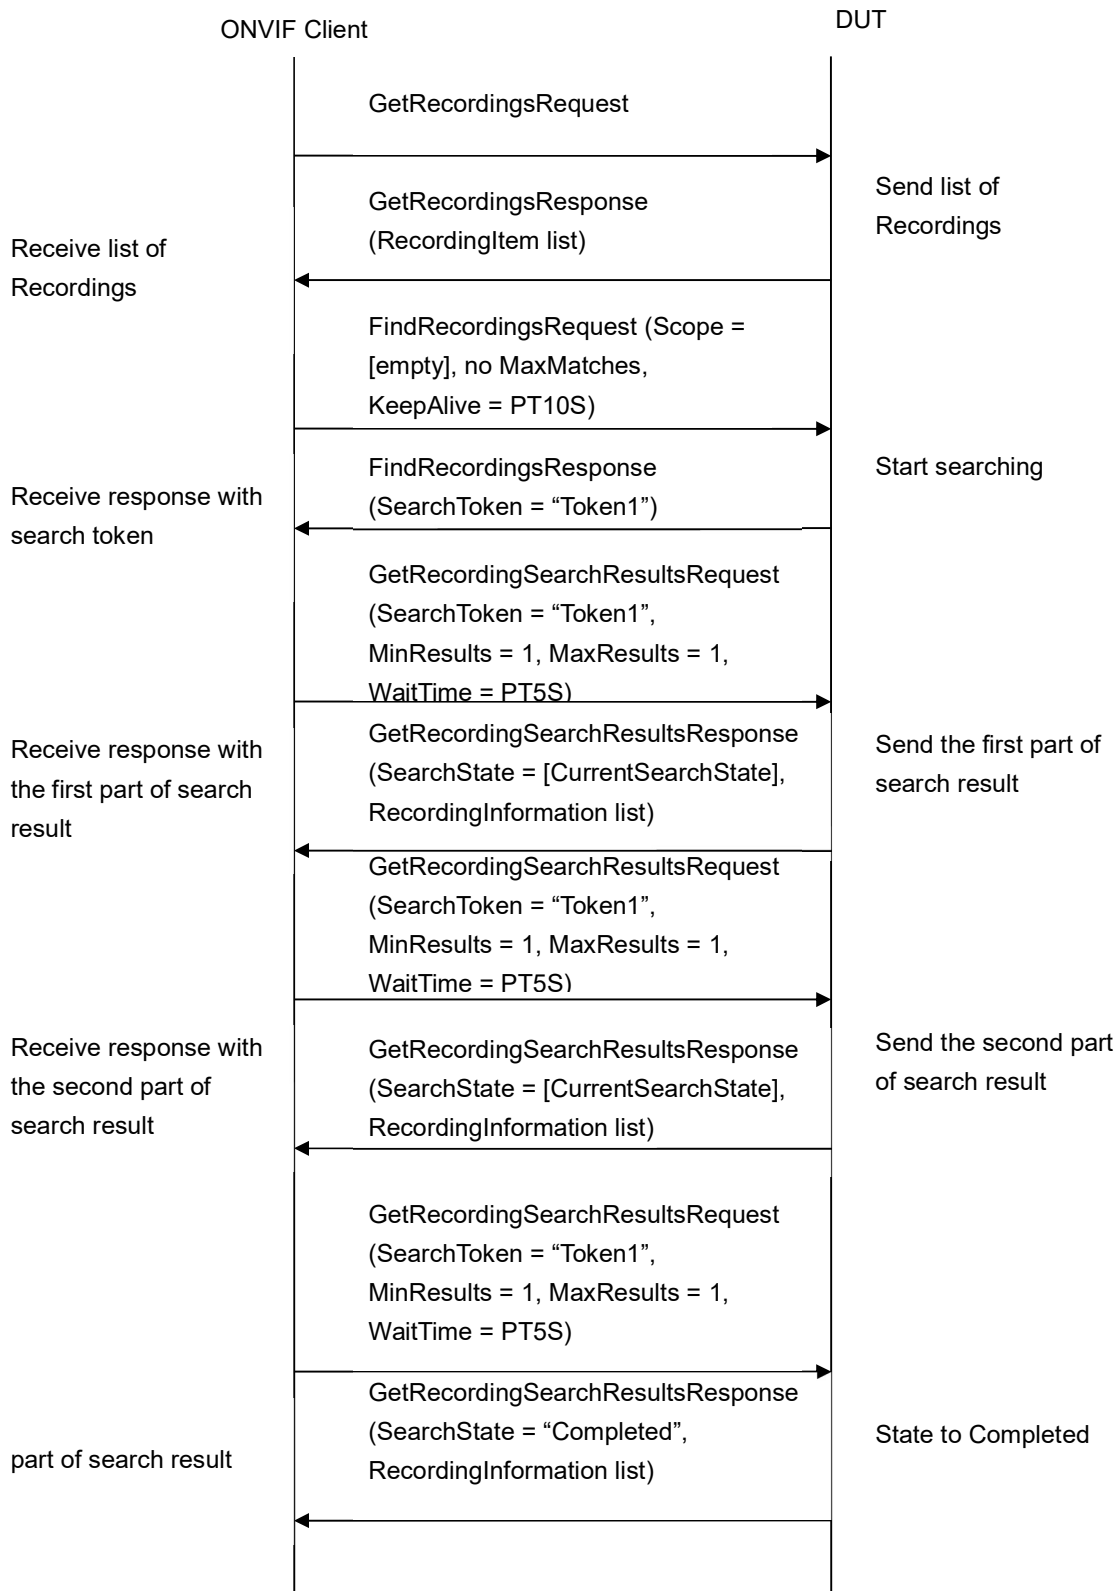 ONVIF Client
DUT
GetRecordingsRequest
Send list of
Recordings
GetRecordingsResponse
(RecordingItem list)
Receive list of
Recordings
FindRecordingsRequest (Scope =
[empty], no MaxMatches,
KeepAlive = PT10S)
Start searching
FindRecordingsResponse
(SearchToken = “Token1”)
Receive response with
search token
GetRecordingSearchResultsRequest
(SearchToken = “Token1”,
MinResults = 1, MaxResults = 1,
WaitTime = PT5S)
GetRecordingSearchResultsResponse
(SearchState = [CurrentSearchState],
RecordingInformation list)
Send the first part of
search result
Receive response with
the first part of search
result
GetRecordingSearchResultsRequest
(SearchToken = “Token1”,
MinResults = 1, MaxResults = 1,
WaitTime = PT5S)
Send the second part
of search result
Receive response with
the second part of
search result
GetRecordingSearchResultsResponse
(SearchState = [CurrentSearchState],
RecordingInformation list)
GetRecordingSearchResultsRequest
(SearchToken = “Token1”,
MinResults = 1, MaxResults = 1,
WaitTime = PT5S)
GetRecordingSearchResultsResponse
(SearchState = “Completed”,
RecordingInformation list)
State to Completed
part of search result